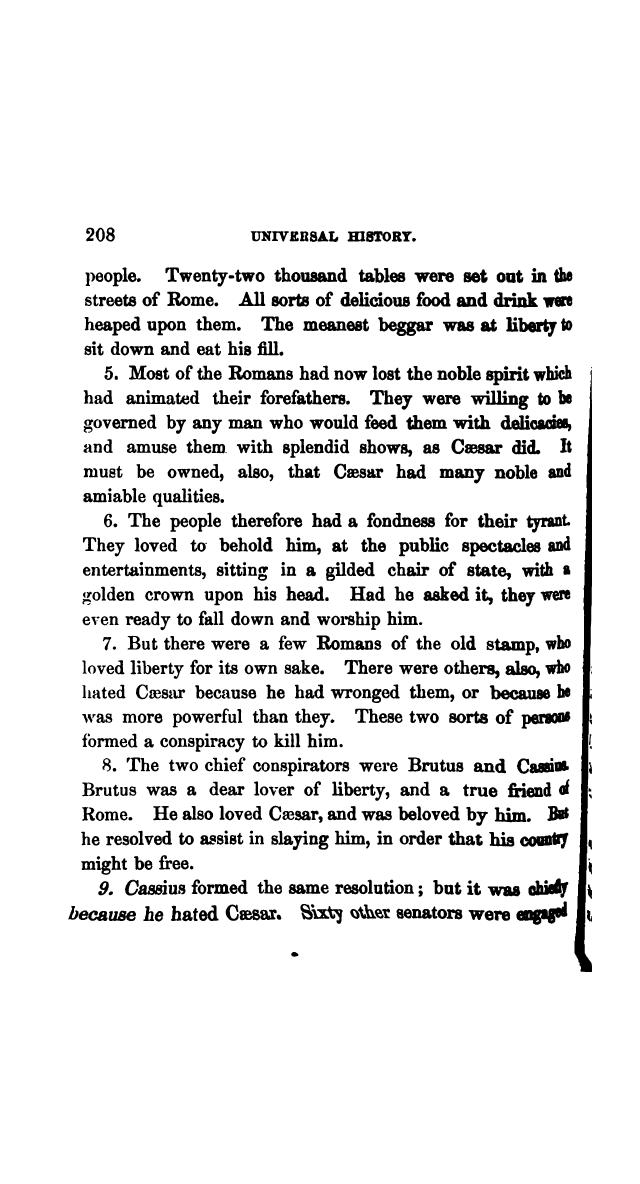 208 UNIVERSAL HISTORY.
people. Twenty-two thousand tables were set out in the
streets of Rome. All sorts of delicious food and drink were
heaped upon them. The meanest beggar was at liberty to
sit down and eat his fill.
5. Most of the Romans had now lost the noble spirit which
had animated their forefathers. They were willing to be
governed by any man who would feed them with delicacies,
and amuse them with splendid shows, as Cæsar did. It
must be owned, also, that Cæsar had many noble and
amiable qualities.
6. The people therefore had a fondness for their tyrant.
They loved to behold him, at the public spectacles and
entertainments, sitting in a gilded chair of state, with a
golden crown upon his head. Had he asked it, they were
even ready to fall down and worship him.
7. But there were a few Romans of the old stamp, who
loved liberty for its own sake. There were others, also, who
hated Cæsar because he had wronged them, or because he
was more powerful than they. These two sorts of persons
formed a conspiracy to kill him.
8. The two chief conspirators were Brutus and Cassius.
Brutus was a dear lover of liberty, and a true friend of
Rome. He also loved Cæsar, and was beloved by him. But
he resolved to assist in slaying him, in order that his country
might be free.
9. Cassius formed the same resolution; but it was chiefly
because he hated Cæsar. Sixty other senators were engaged